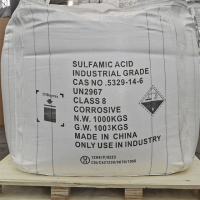 SULFAMIC ACID
INDUSTRIAL GRADE
CAS NO.5329-14-6
UN2967
CLASS 8
CORROSIVE
N.W. 1000KGS
G.W. 1003KGS
MADE IN CHINA
ONLY USE IN INDUSTRY